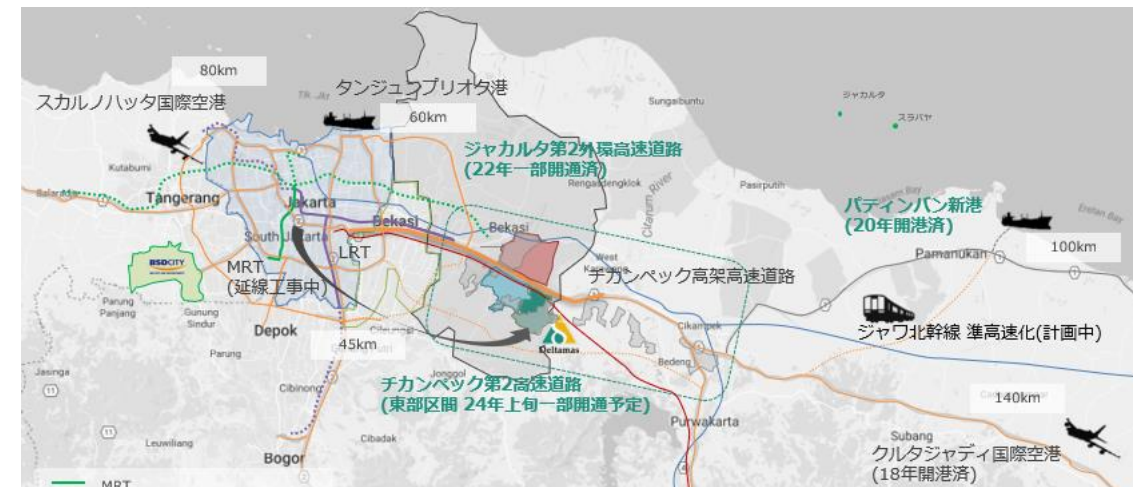 80km
スカルノハッタ国際空港
タンジュンプリオク港
60km
Sungaibuntu
ジャカルタ
スラバヤ
ジャカルタ第2外環高速道路
(22年一部開通済)
Kutabumi
Rengasdengklok
Citarum River
Pasirputih
Tangerang
Jakarta
Bekasi
Bekasi
パティンバン新港
(20年開港済)
South Jakarta
LRT
Pamanukan
100km
BSDCITY
MRT
(延線工事中)
チカンペック高架高速道路
ジャワ北幹線 準高速化(計画中)
Parung
Panjang
Gunung
Sindur
Depok
45km
Deltamas
Cikampek
Parung
Bedeng
Jasinga
Cibinong
Jonggol
チカンペック第2高速道路
(東部区間 24年上旬一部開通予定)
140km
Purwakarta
Leuwiliang
Cibadak
Subang
クルタジャディ国際空港
(18年開港済)
Bogor
MRT